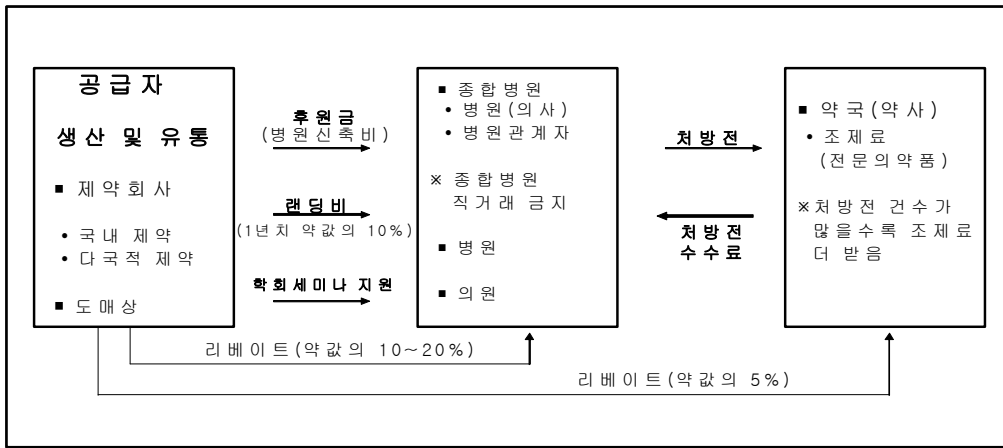 공급자
생산 및 유통
■ 제약회사
• 국내 제약
• 다국적 제약
■ 도매상
후원금
(병원신축비)
랜딩비
(1년치 약값의 10%)
학회세미나 지원
■ 종합병원
• 병원(의사)
• 병원관계자
※ 종합병원
직거래 금지
■ 병원
■ 의원
처방전
처방전
수수료
■ 약국(약사)
• 조제료
(전문의약품)
※처방전 건수가
많을수록 조제료
더 받음
리베이트(약값의 10~20%)
리베이트(약값의 5%)